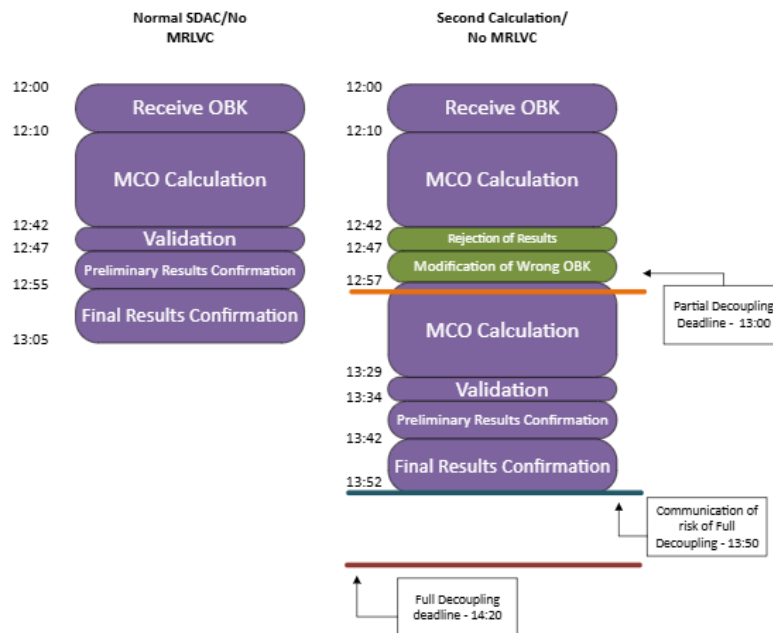 Normal SDAC/No
MRLVC
12:00
Receive OBK
12:10
MCO Calculation
12:42
Validation
12:47
Preliminary Results Confirmation
12:55
Final Results Confirmation
13:05
Second Calculation/
No MRLVC
12:00
Receive OBK
12:10
MCO Calculation
12:42
Rejection of Results
12:47
Modification of Wrong OBK
12:57
Partial Decoupling
Deadline - 13:00
MCO Calculation
13:29
Validation
13:34
Preliminary Results Confirmation
13:42
Final Results Confirmation
13:52
Communication of
risk of Full
Decoupling - 13:50
Full Decoupling
deadline - 14:20